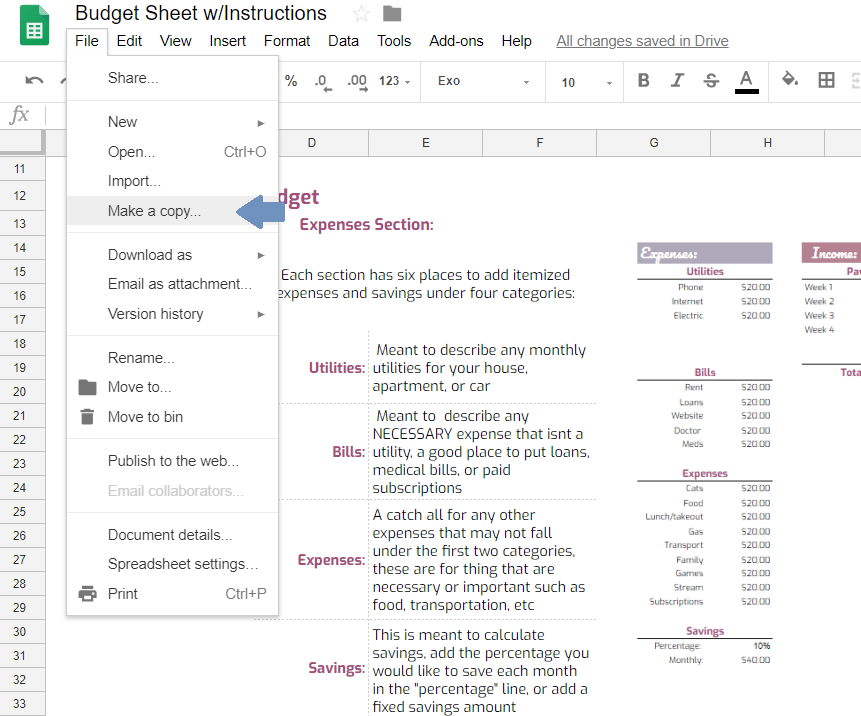 Budget Sheet w/Instructions
File Edit View Insert Format Data Tools Add-ons Help All changes saved in Drive
% .0 .00 123 Exo 10 B I S A
fx
D E F G H
Share...
New
Open... Ctrl+O
Import...
Make a copy...
Download as
Email as attachment...
Version history
Rename...
Move to...
Move to bin
Publish to the web...
Email collaborators...
Document details...
Spreadsheet settings...
Print Ctrl+P
11
12
13
14
15
16
17
18
19
20
21
22
23
24
25
26
27
28
29
30
31
32
33
dget
Expenses Section:
Each section has six places to add itemized
expenses and savings under four categories:
Utilities:
Meant to describe any monthly
utilities for your house,
apartment, or car
Bills:
Meant to describe any
NECESSARY expense that isnt a
utility, a good place to put loans,
medical bills, or paid
subscriptions
Expenses:
A catch all for any other
expenses that may not fall
under the first two categories,
these are for thing that are
necessary or important such as
food, transportation, etc
Savings:
This is meant to calculate
savings, add the percentage you
would like to save each month
in the "percentage" line, or add a
fixed savings amount
Expenses:
Utilities
Phone $20.00
Internet $20.00
Electric $20.00
Bills
Rent $20.00
Loans $20.00
Website $20.00
Doctor $20.00
Meds $20.00
Expenses
Cats $20.00
Food $20.00
Lunch/takeout $20.00
Gas $20.00
Transport $20.00
Family $20.00
Games $20.00
Stream $20.00
Subscriptions $20.00
Savings
Percentage: 10%
Monthly: $40.00
Income:
Pa
Week 1
Week 2
Week 3
Week 4
Tota